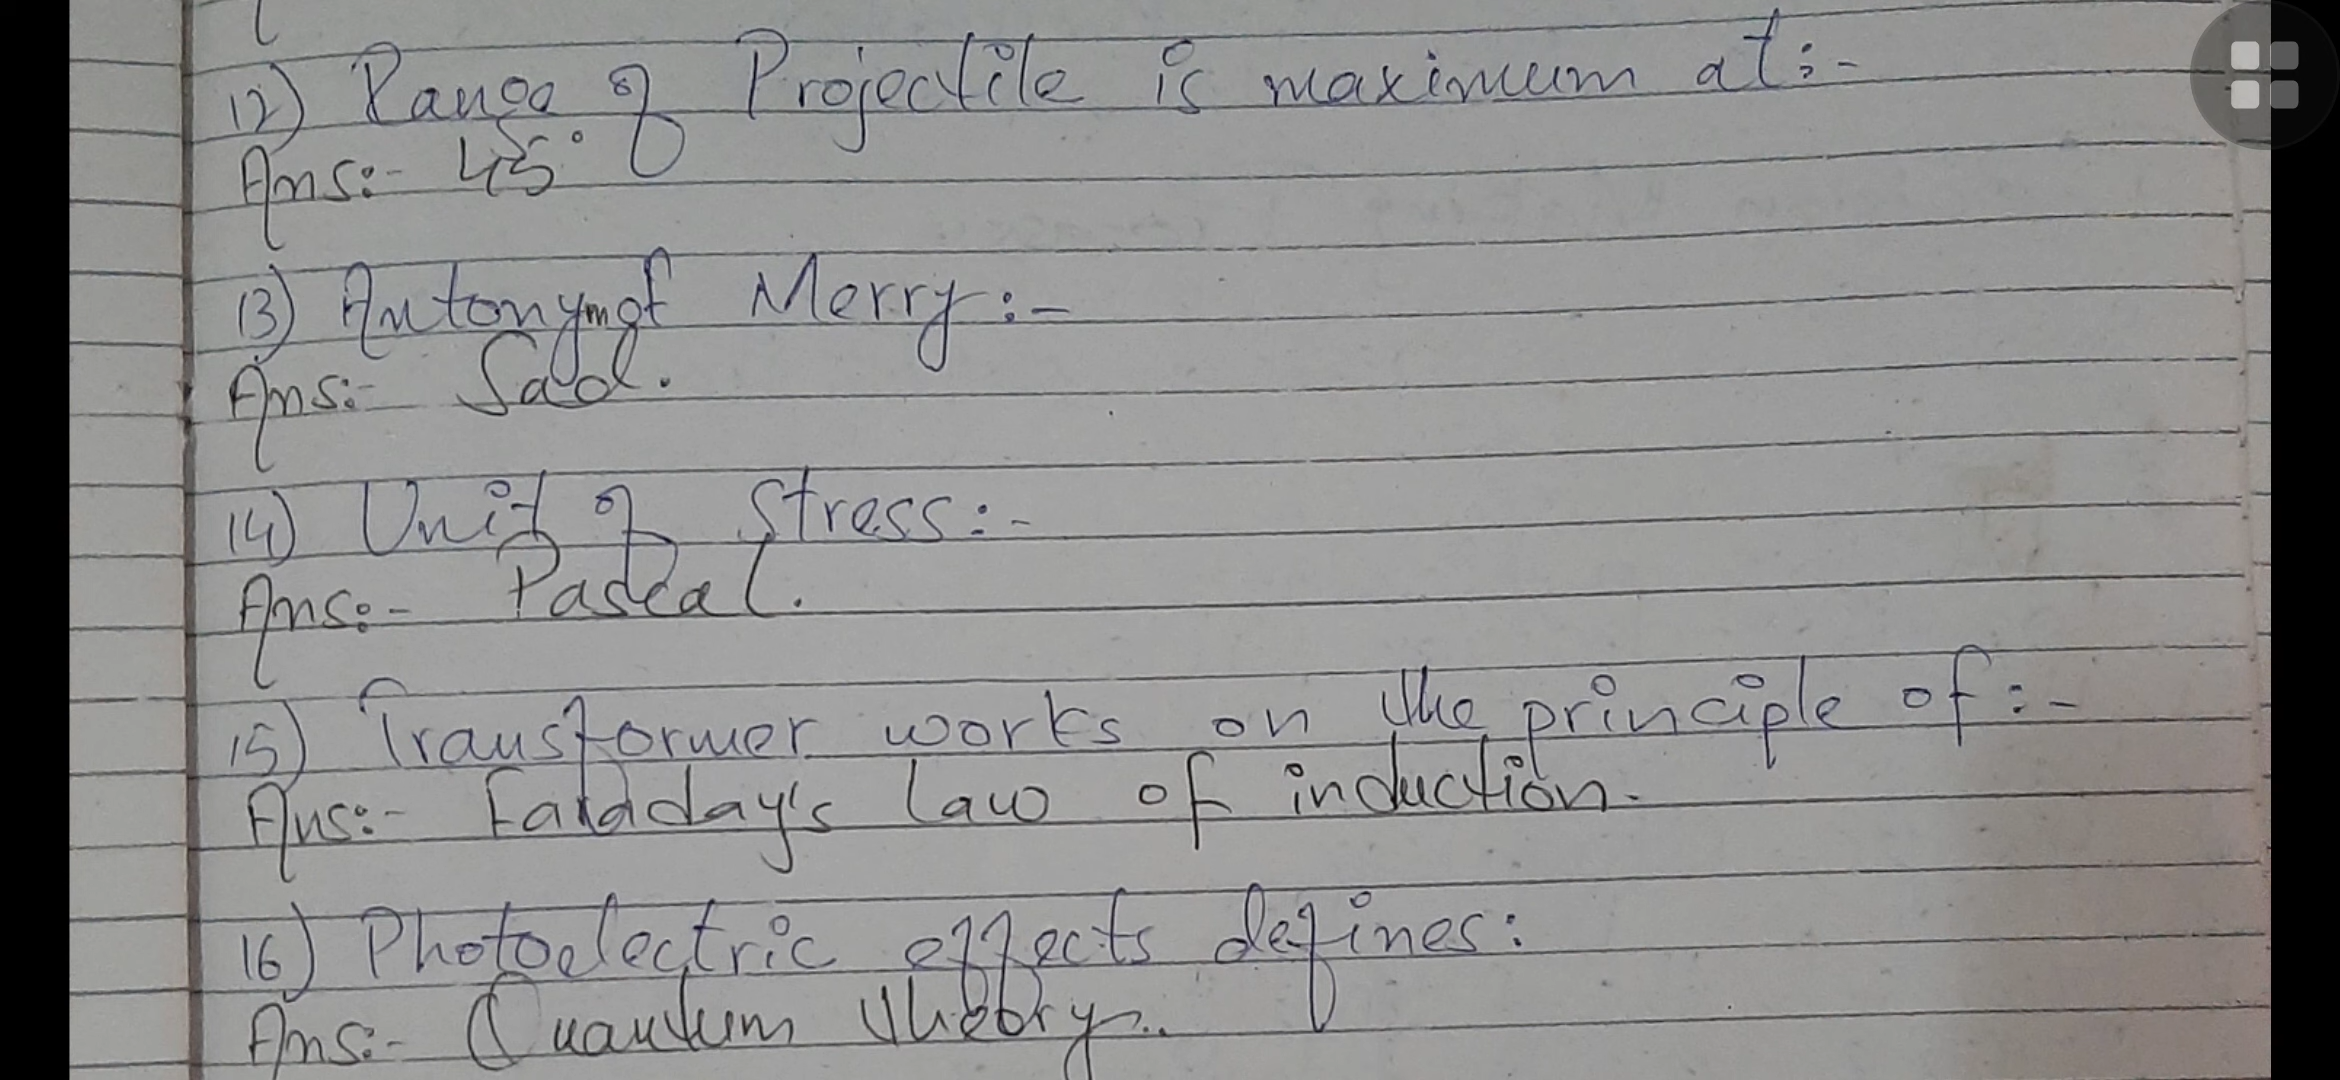 12) Range of Projectile is maximum at:-
Ans:- 45°
13) Antonym of Merry:-
Ans:- Sad.
14) Unit of Stress:-
Ans:- Pascal.
15) Transformer works on the principle of:-
Ans:- Faraday's law of induction.
16) Photoelectric effects defines:
Ans:- Quantum theory..